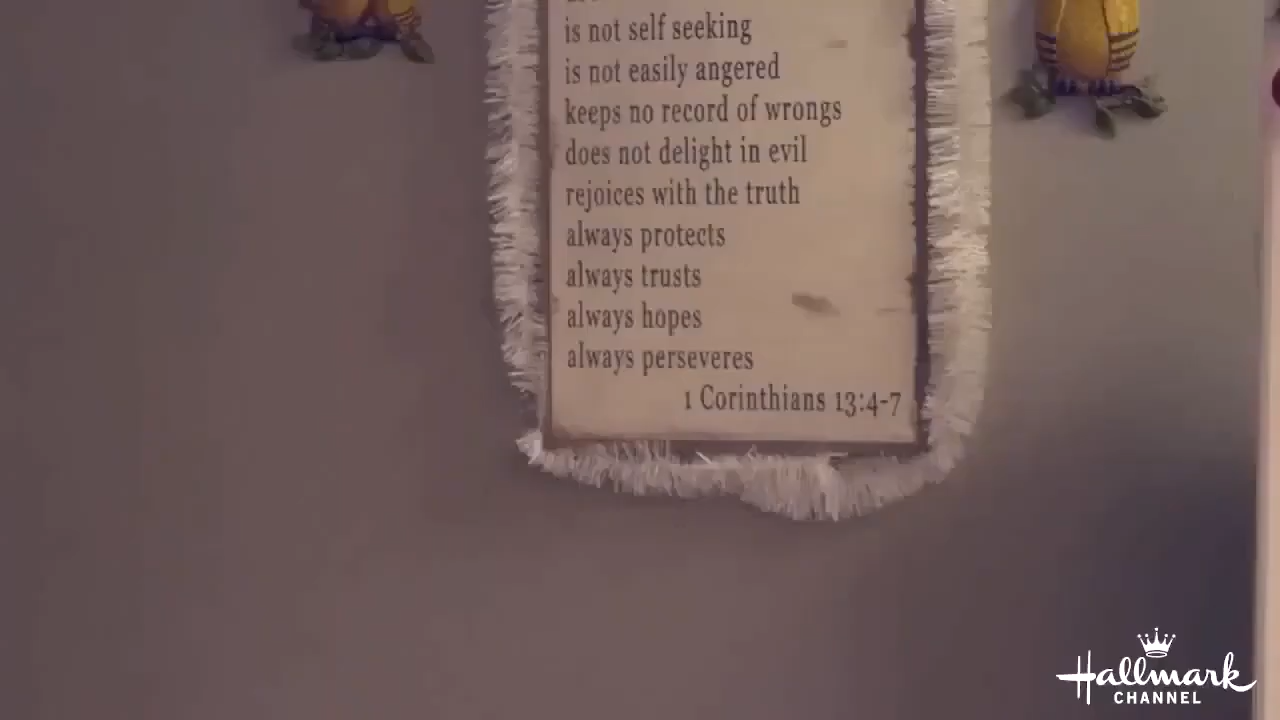 is not self seeking
is not easily angered
keeps no record of wrongs
does not delight in evil
rejoices with the truth
always protects
always trusts
always hopes
always perseveres
1 Corinthians 13:4-7
Hallmark
CHANNEL